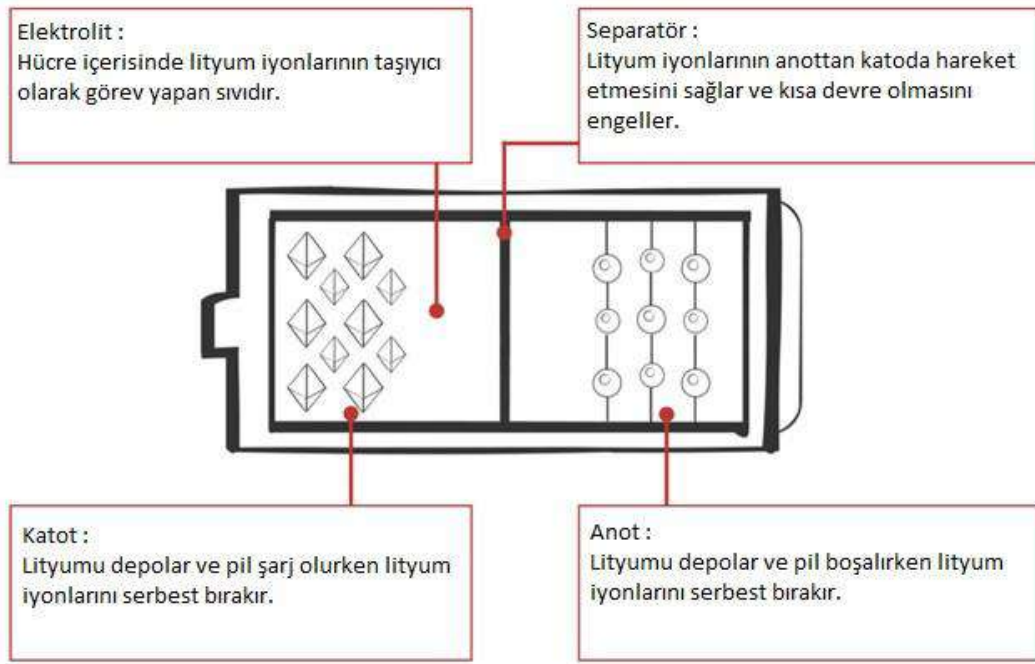 Elektrolit :
Hücre içerisinde lityum iyonlarının taşıyıcı
olarak görev yapan sıvıdır.
Separatör :
Lityum iyonlarının anottan katoda hareket
etmesini sağlar ve kısa devre olmasını
engeller.
Katot :
Lityumu depolar ve pil şarj olurken lityum
iyonlarını serbest bırakır.
Anot :
Lityumu depolar ve pil boşalırken lityum
iyonlarını serbest bırakır.